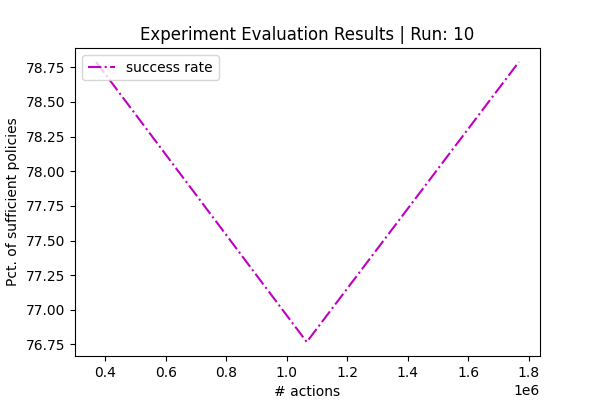 Experiment Evaluation Results | Run: 10
success rate
Pct. of sufficient policies
78.75
78.50
78.25
78.00
77.75
77.50
77.25
77.00
76.75
0.4 0.6 0.8 1.0 1.2 1.4 1.6 1.8
1e6
# actions